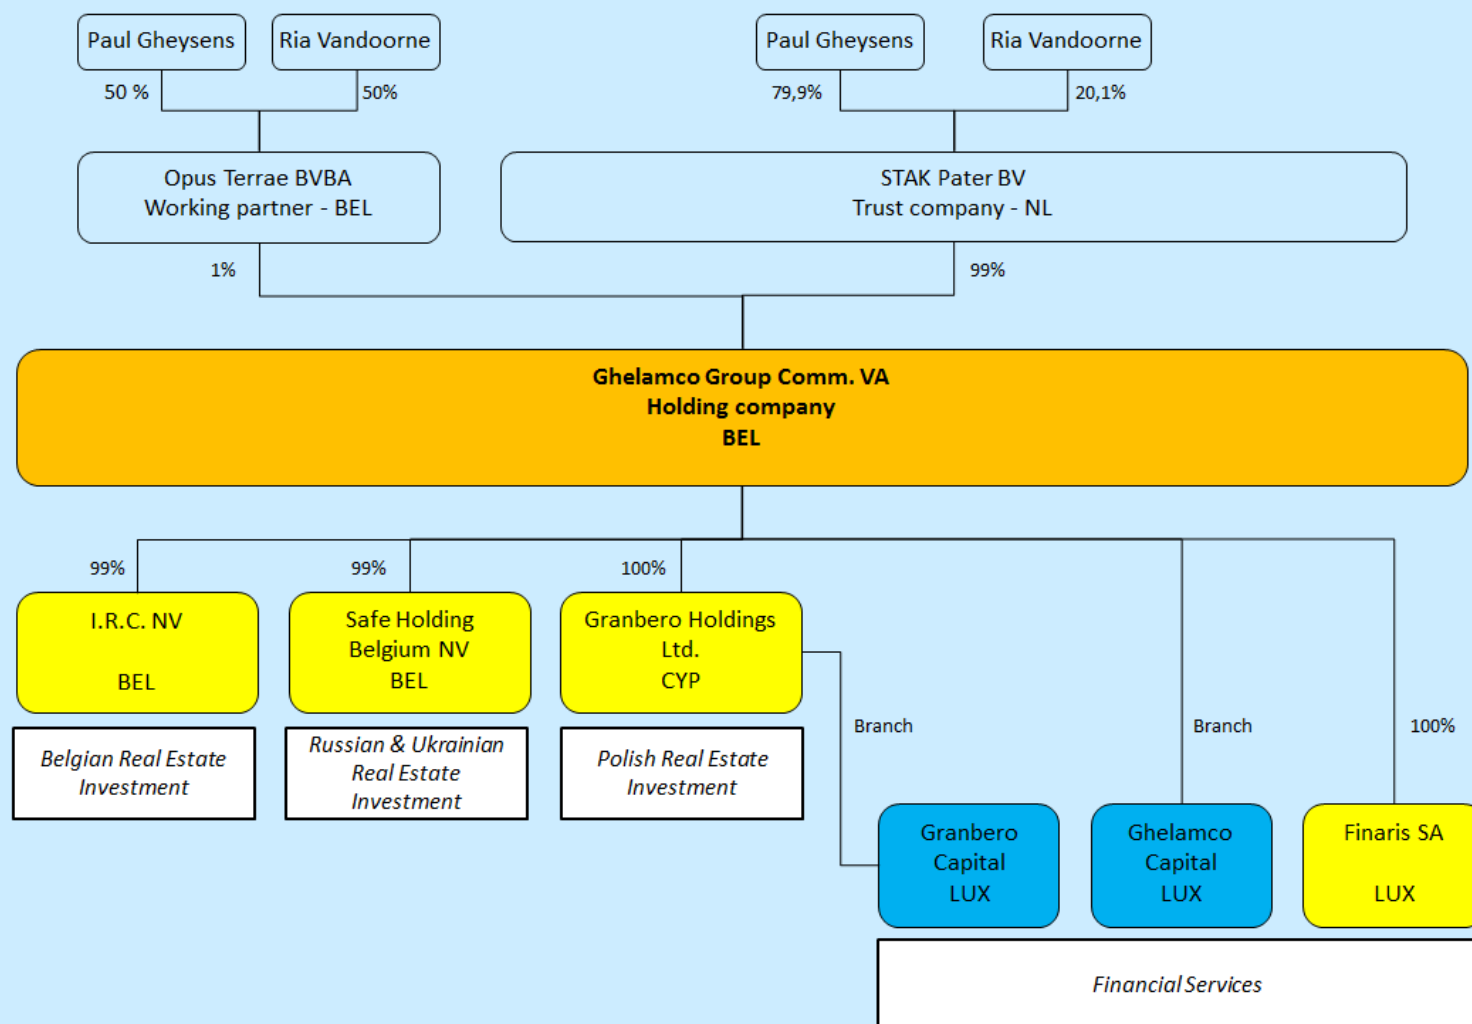 Paul Gheysens
Ria Vandoorne
Paul Gheysens
Ria Vandoorne
50 %
50%
79,9%
20,1%
Opus Terrae BVBA
Working partner - BEL
STAK Pater BV
Trust company - NL
1%
99%
Ghelamco Group Comm. VA
Holding company
BEL
99%
99%
100%
I.R.C. NV
BEL
Safe Holding
Belgium NV
BEL
Granbero Holdings
Ltd.
CYP
Belgian Real Estate
Investment
Russian & Ukrainian
Real Estate
Investment
Polish Real Estate
Investment
Branch
Branch
100%
Granbero
Capital
LUX
Ghelamco
Capital
LUX
Finaris SA
LUX
Financial Services